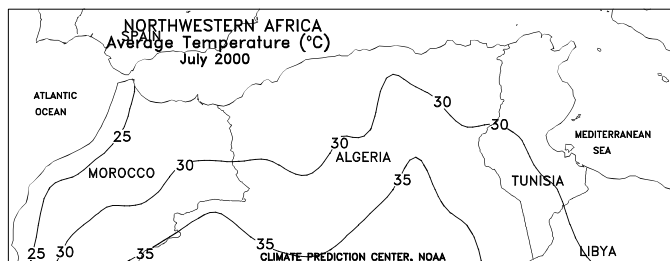 NORTHWESTERN AFRICA
SPAIN
Average Temperature (°C)
July 2000
ATLANTIC
OCEAN
30
30
25
30
MEDITERRANEAN
SEA
ALGERIA
30
MOROCCO
35
TUNISIA
25
30
35
35
CLIMATE PREDICTION CENTER, NOAA
LIBYA